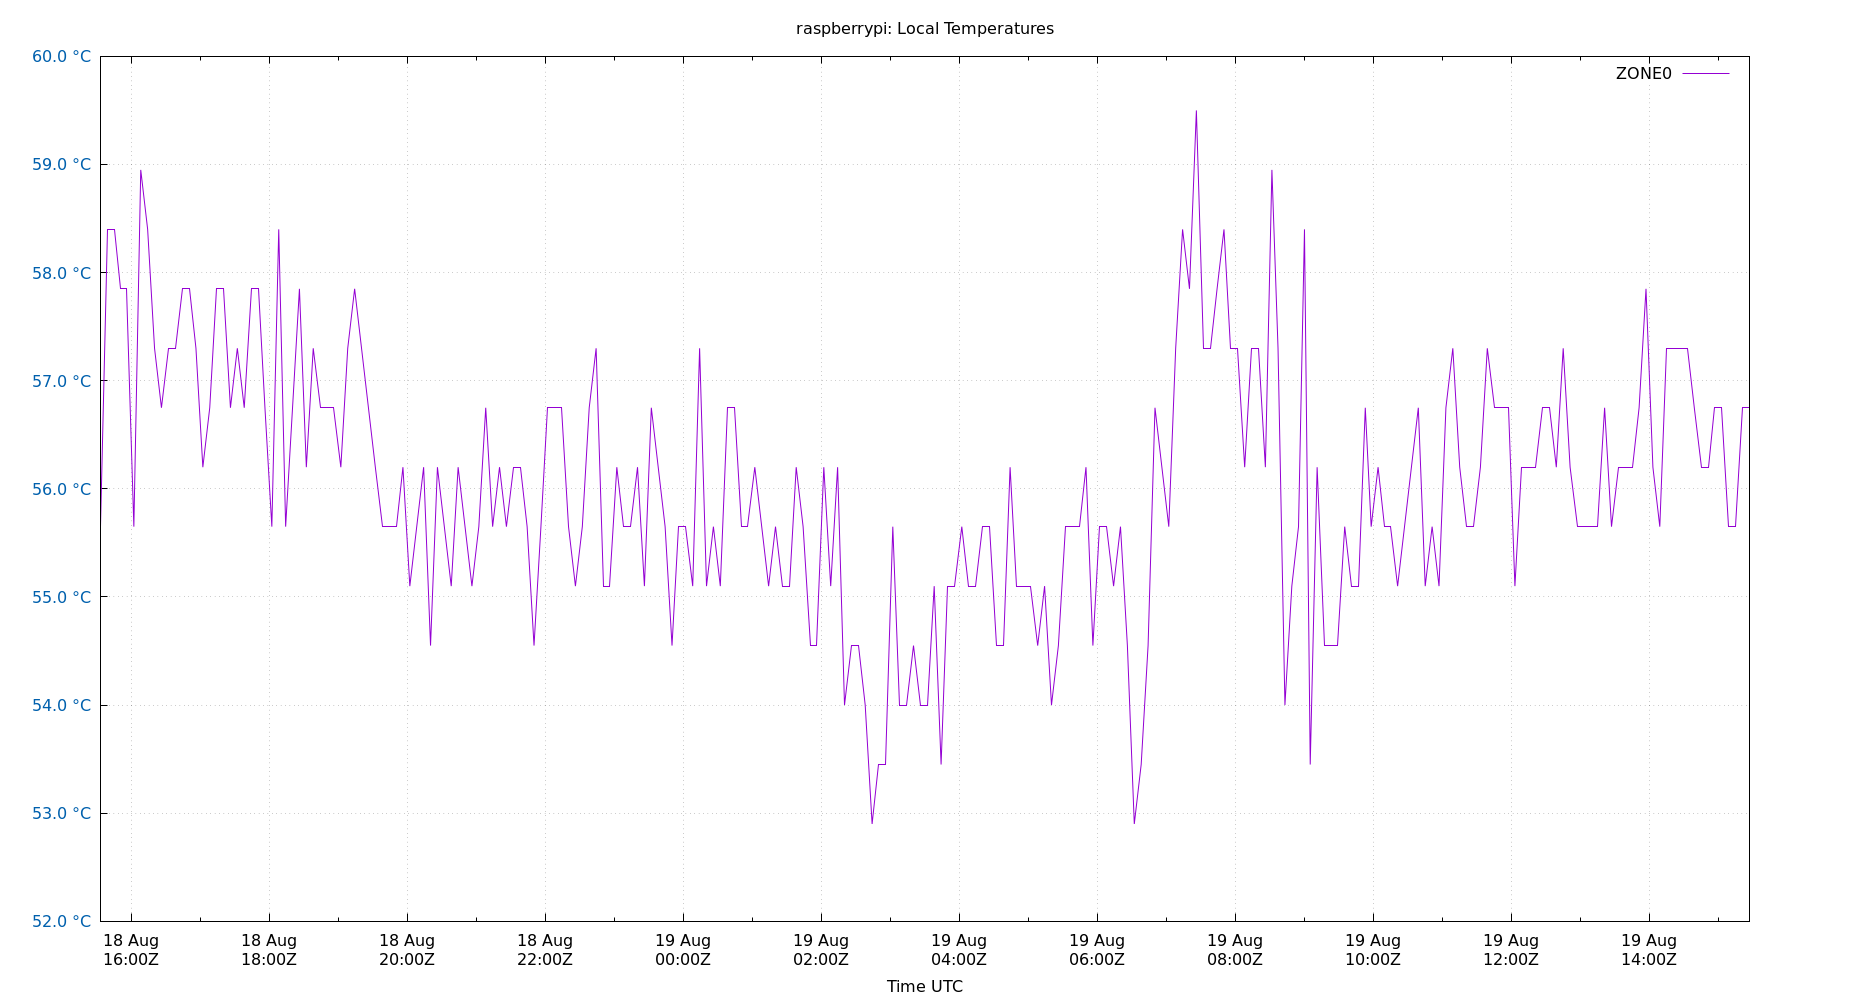 raspberrypi: Local Temperatures
60.0 °C
ZONE0
59.0 °C
58.0 °C
57.0 °C
56.0 °C
55.0 °C
54.0 °C
53.0 °C
52.0 °C
18 Aug 18 Aug 18 Aug 18 Aug 19 Aug 19 Aug 19 Aug 19 Aug 19 Aug 19 Aug 19 Aug 19 Aug
16:00Z 18:00Z 20:00Z 22:00Z 00:00Z 02:00Z 04:00Z 06:00Z 08:00Z 10:00Z 12:00Z 14:00Z
Time UTC